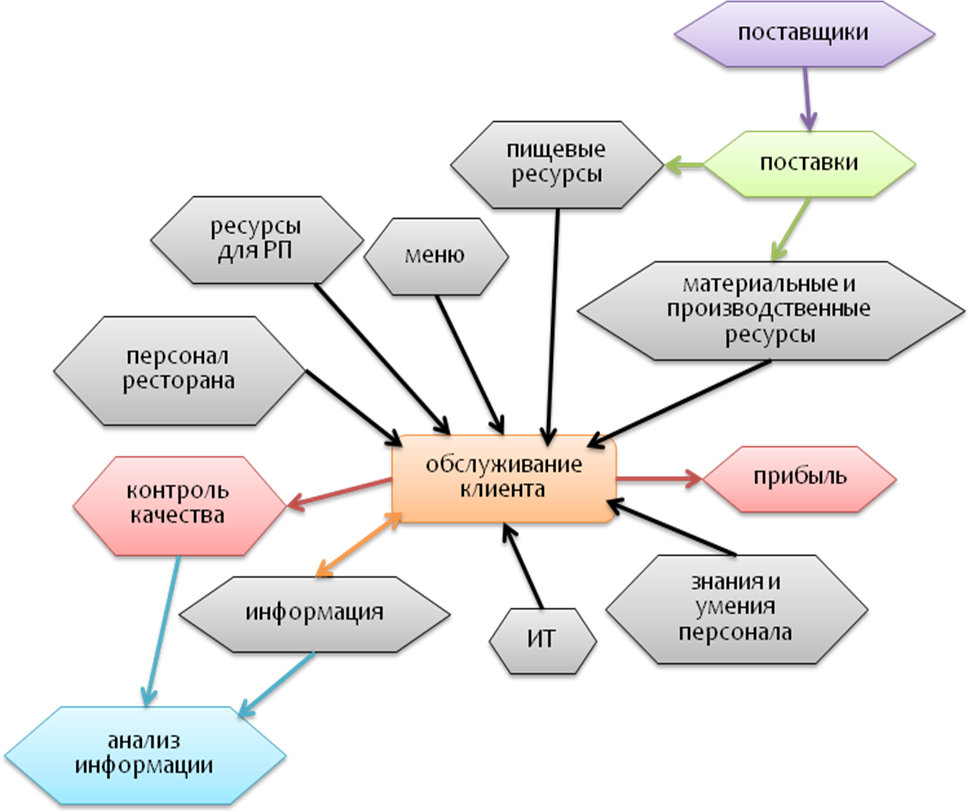 поставщики
пищевые
ресурсы
поставки
ресурсы
для РП
меню
материальные и
производственные
ресурсы
персонал
ресторана
обслуживание
клиента
контроль
качества
прибыль
информация
ИТ
знания и
умения
персонала
анализ
информации